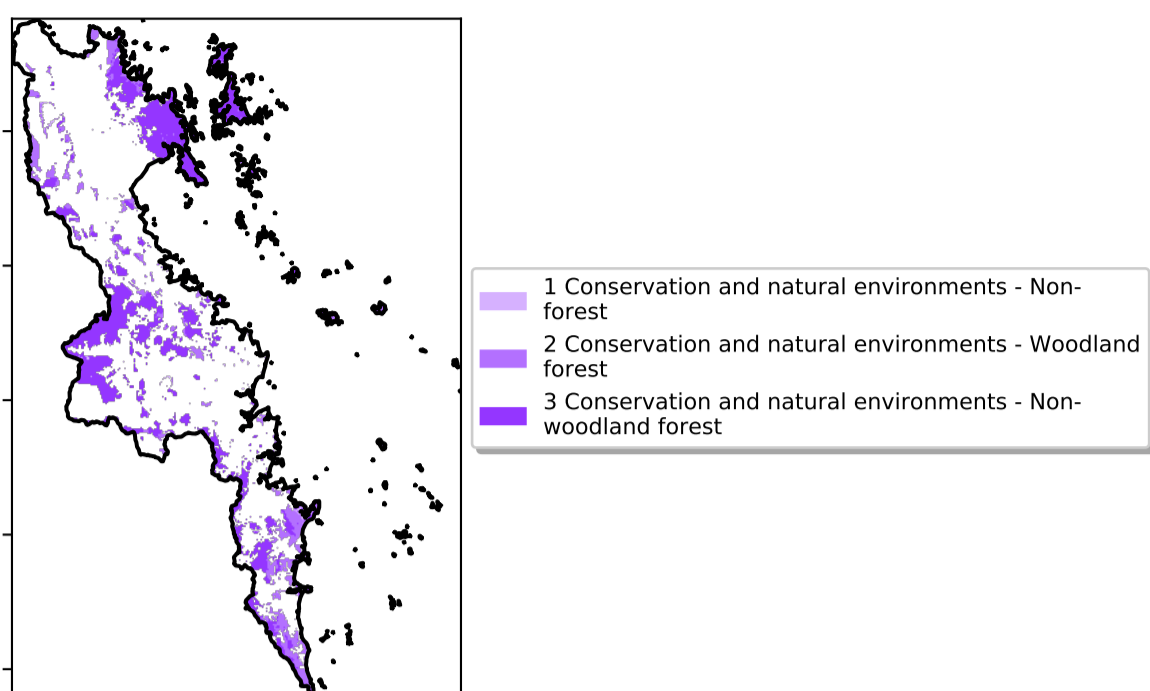 1 Conservation and natural environments - Non-
forest
2 Conservation and natural environments - Woodland
forest
3 Conservation and natural environments - Non-
woodland forest